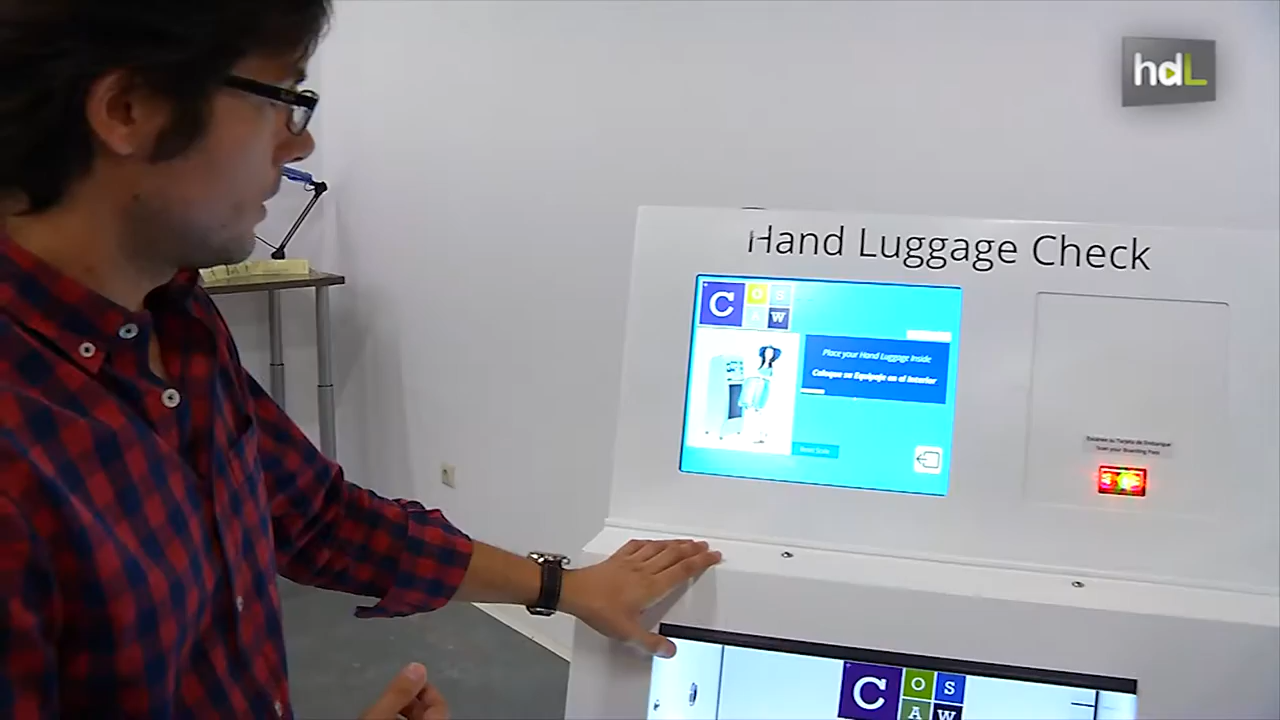 hdL
Hand Luggage Check
C O S
A W
Place your Hand Luggage Inside
Coloque su Equipaje en el Interior
Escanee su Tarjeta de Embarque
Scan your Boarding Pass
C O S
A W